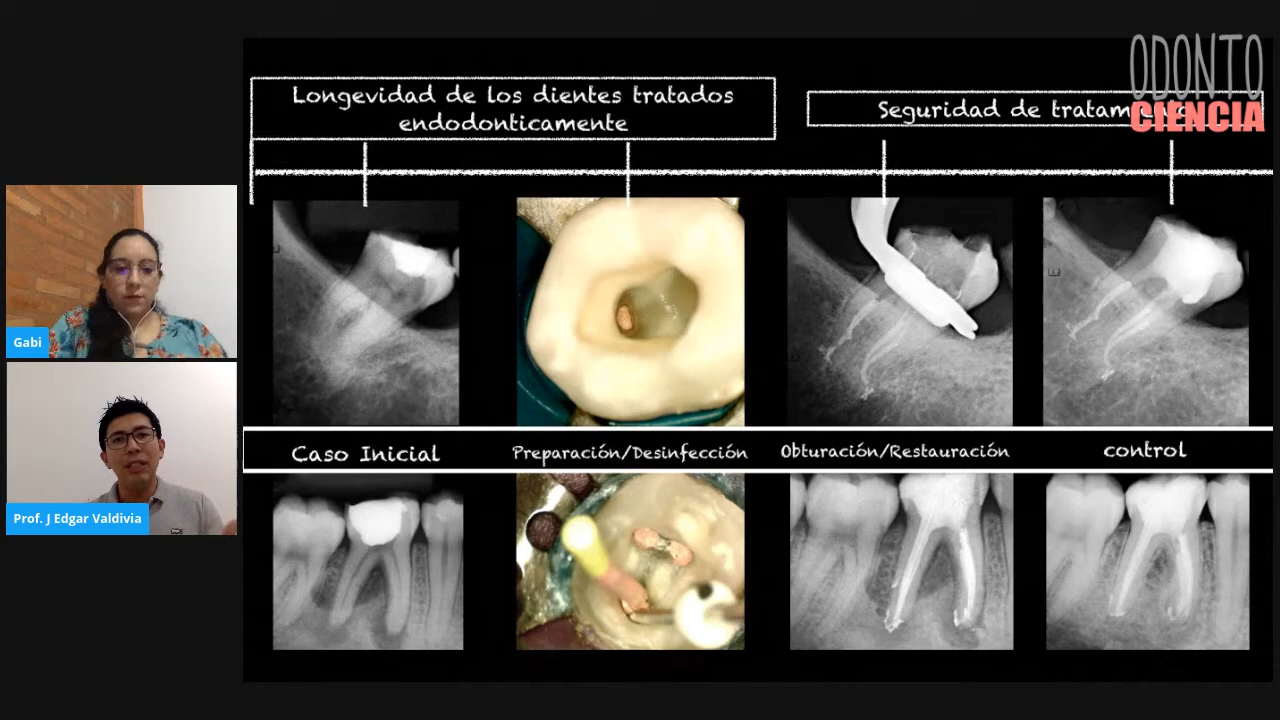 Longevidad de los dientes tratados
endodonticamente
Seguridad de
ODONTO
CIENCIA
Gabi
Prof. J Edgar Valdivia
Caso Inicial
Preparación/Desinfección
Obturación/Restauración
control